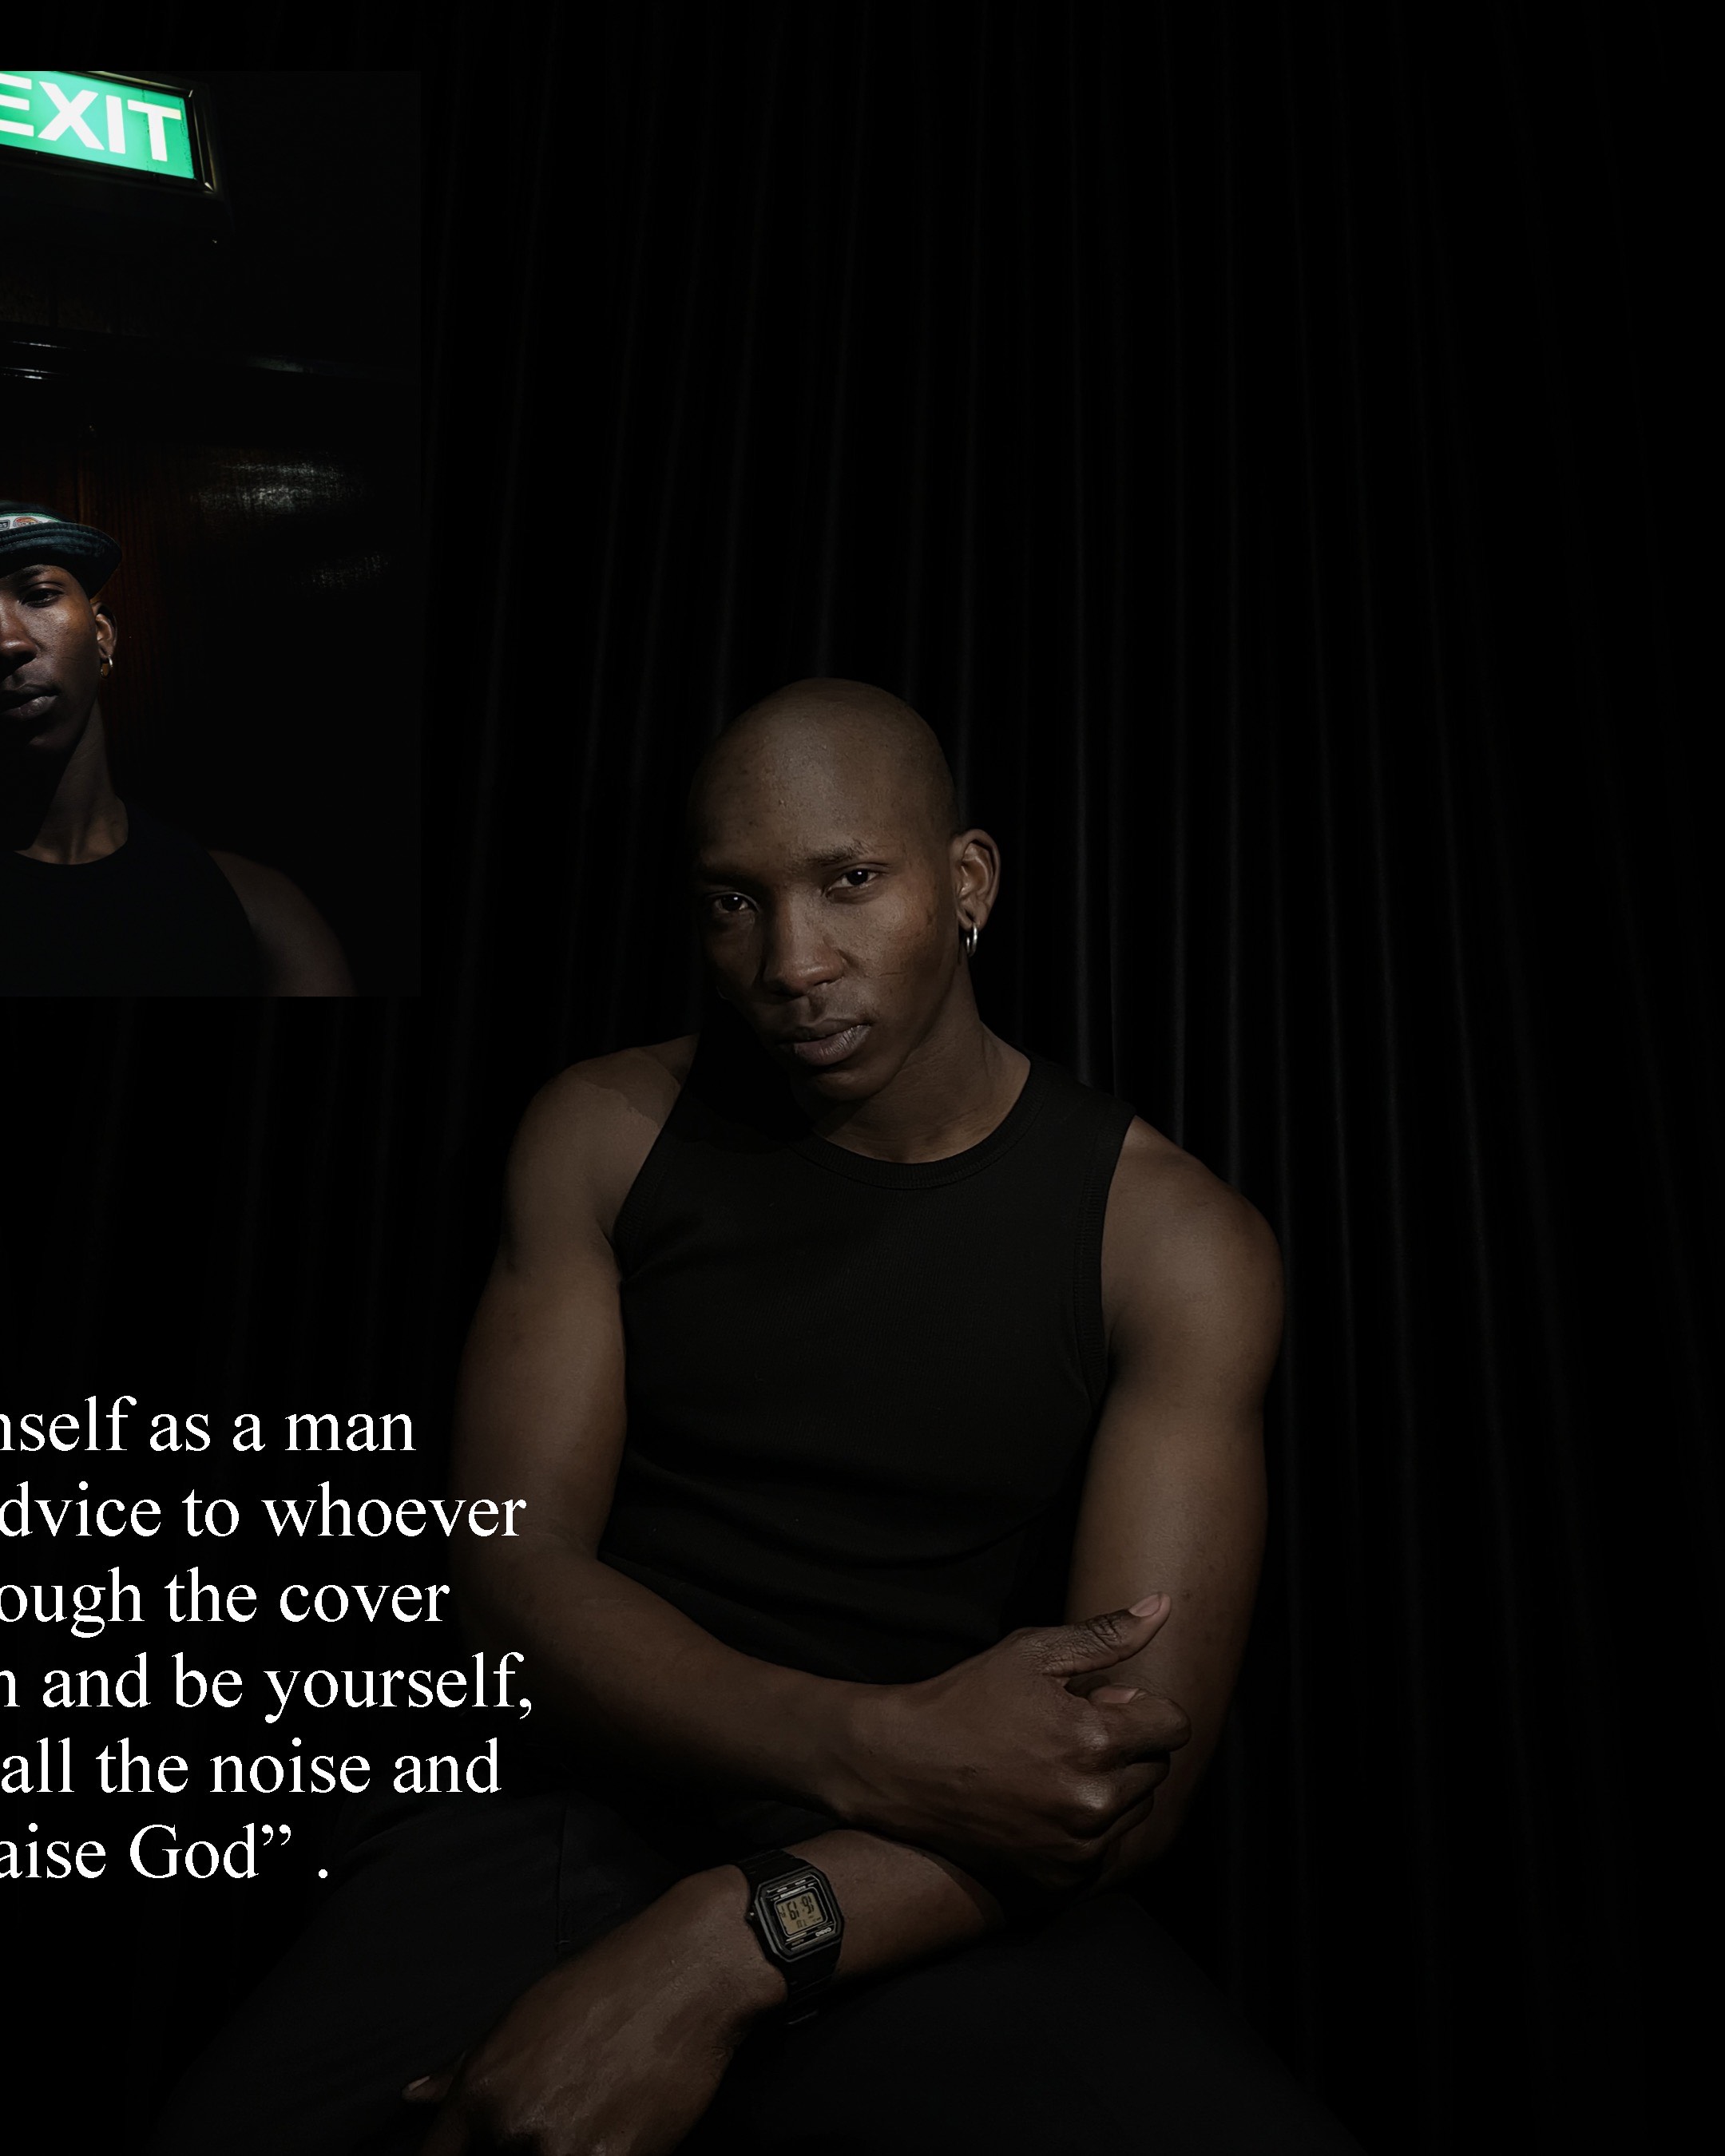 EXIT
nself as a man
dvice to whoever
ough the cover
n and be yourself,
all the noise and
aise God” .